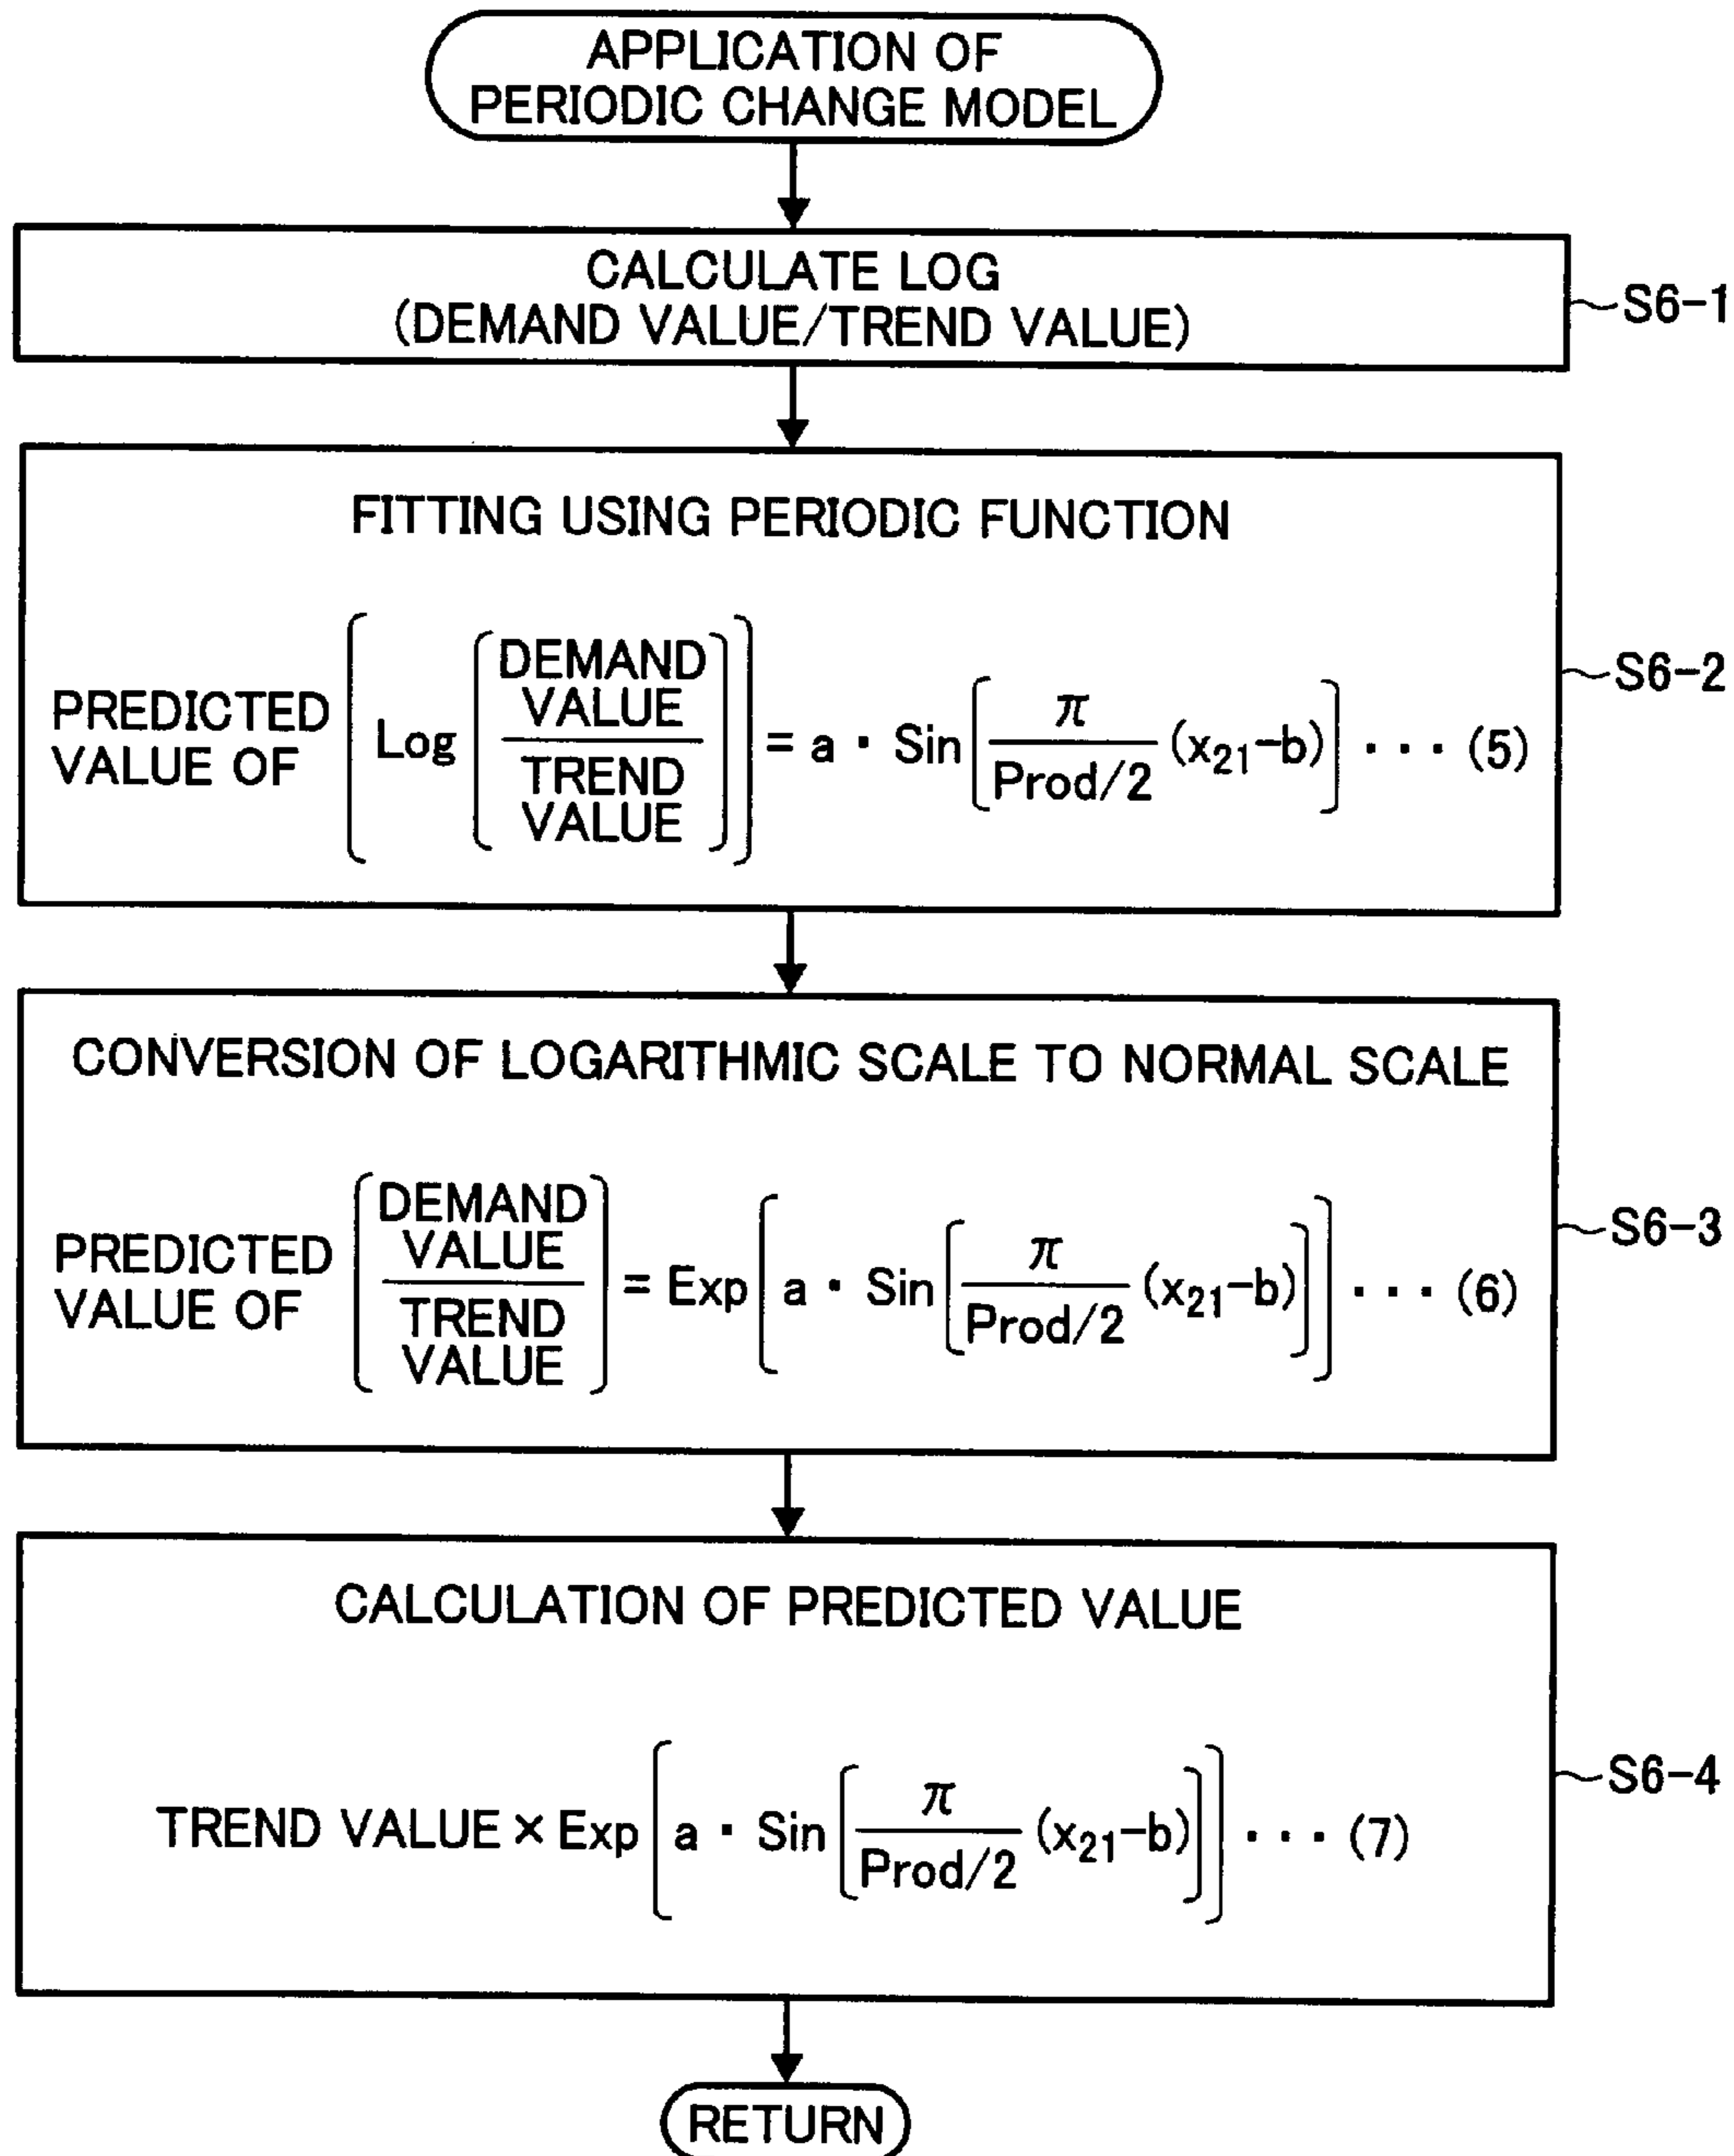 APPLICATION OF
PERIODIC CHANGE MODEL
CALCULATE LOG
(DEMAND VALUE/TREND VALUE)
S6-1
FITTING USING PERIODIC FUNCTION
PREDICTED VALUE OF [Log [DEMAND VALUE / TREND VALUE]] = a · Sin [π / Prod/2 (x₂₁-b)] ··· (5)
S6-2
CONVERSION OF LOGARITHMIC SCALE TO NORMAL SCALE
PREDICTED VALUE OF [DEMAND VALUE / TREND VALUE] = Exp [a · Sin [π / Prod/2 (x₂₁-b)]] ··· (6)
S6-3
CALCULATION OF PREDICTED VALUE
TREND VALUE × Exp [a · Sin [π / Prod/2 (x₂₁-b)]] ··· (7)
S6-4
RETURN